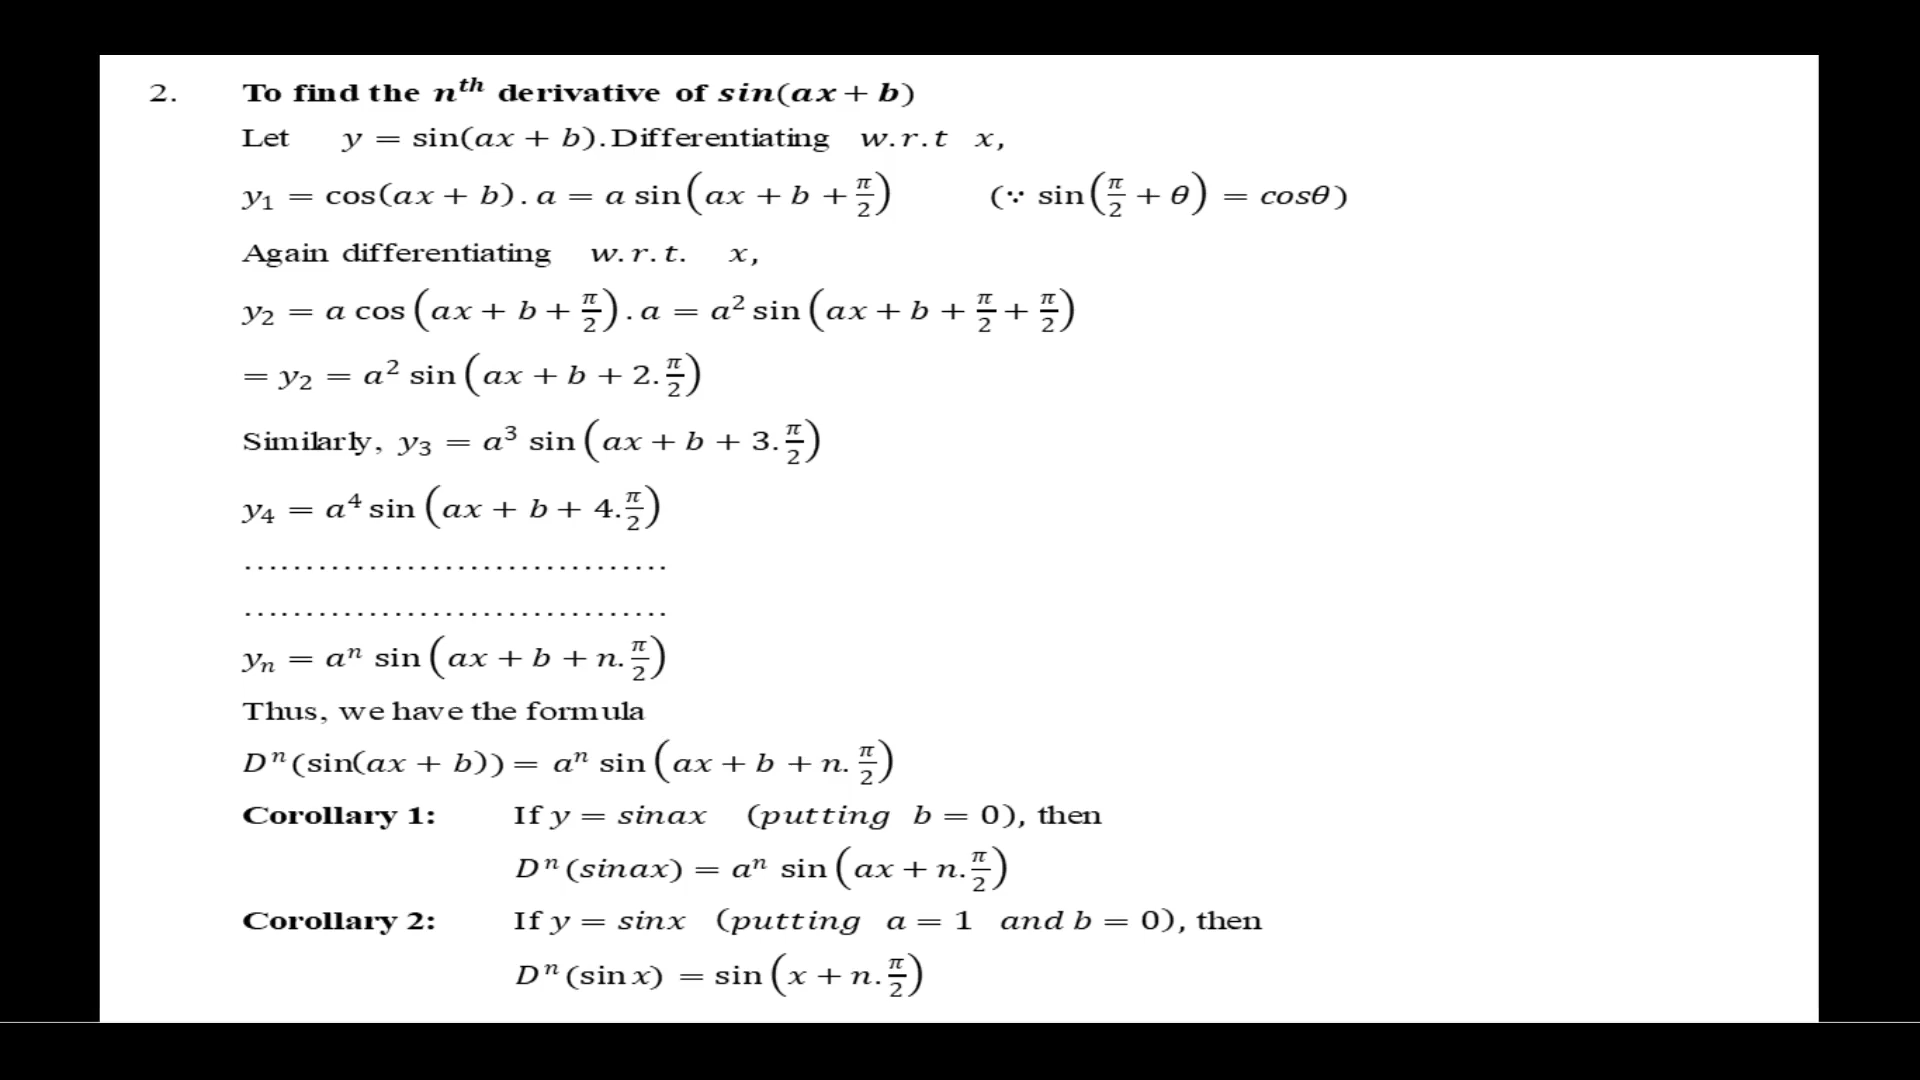 2. To find the nᵗʰ derivative of sin(ax + b)
Let y = sin(ax + b). Differentiating w.r.t x,
y₁ = cos(ax + b). a = a sin(ax + b + π/2) (∵ sin(π/2 + θ) = cosθ)
Again differentiating w.r.t. x,
y₂ = a cos(ax + b + π/2). a = a² sin(ax + b + π/2 + π/2)
= y₂ = a² sin(ax + b + 2.π/2)
Similarly, y₃ = a³ sin(ax + b + 3.π/2)
y₄ = a⁴ sin(ax + b + 4.π/2)
..................................
..................................
yₙ = aⁿ sin(ax + b + n.π/2)
Thus, we have the formula
Dⁿ(sin(ax + b)) = aⁿ sin(ax + b + n.π/2)
Corollary 1: If y = sinax (putting b = 0), then
Dⁿ(sinax) = aⁿ sin(ax + n.π/2)
Corollary 2: If y = sinx (putting a = 1 and b = 0), then
Dⁿ(sin x) = sin(x + n.π/2)